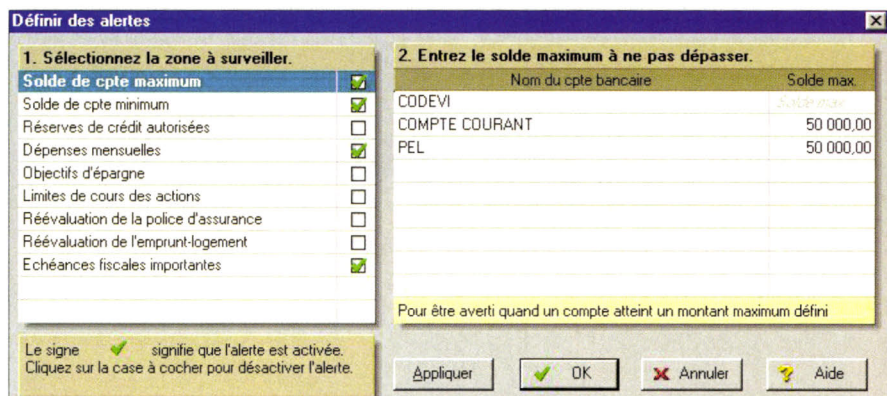 Définir des alertes
1. Sélectionnez la zone à surveiller.
Solde de cpte maximum
Solde de cpte minimum
Réserves de crédit autorisées
Dépenses mensuelles
Objectifs d'épargne
Limites de cours des actions
Réévaluation de la police d'assurance
Réévaluation de l'emprunt-logement
Echéances fiscales importantes
Le signe signifie que l'alerte est activée.
Cliquez sur la case à cocher pour désactiver l'alerte.
2. Entrez le solde maximum à ne pas dépasser.
Nom du cpte bancaire Solde max.
CODEVI Solde max
COMPTE COURANT 50 000,00
PEL 50 000,00
Pour être averti quand un compte atteint un montant maximum défini
Appliquer OK Annuler Aide